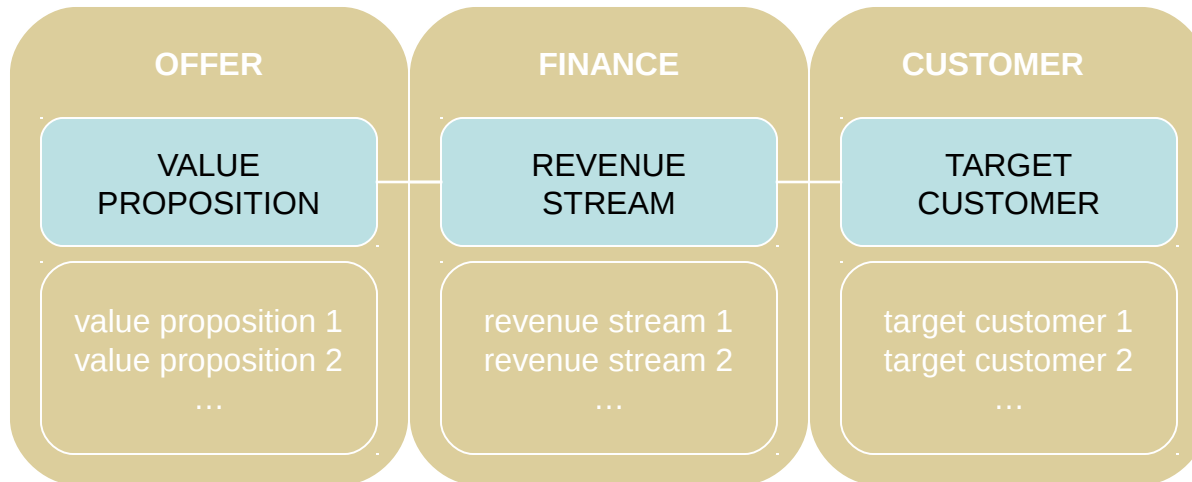 OFFER
VALUE
PROPOSITION
value proposition 1
value proposition 2
...
FINANCE
REVENUE
STREAM
revenue stream 1
revenue stream 2
...
CUSTOMER
TARGET
CUSTOMER
target customer 1
target customer 2
...